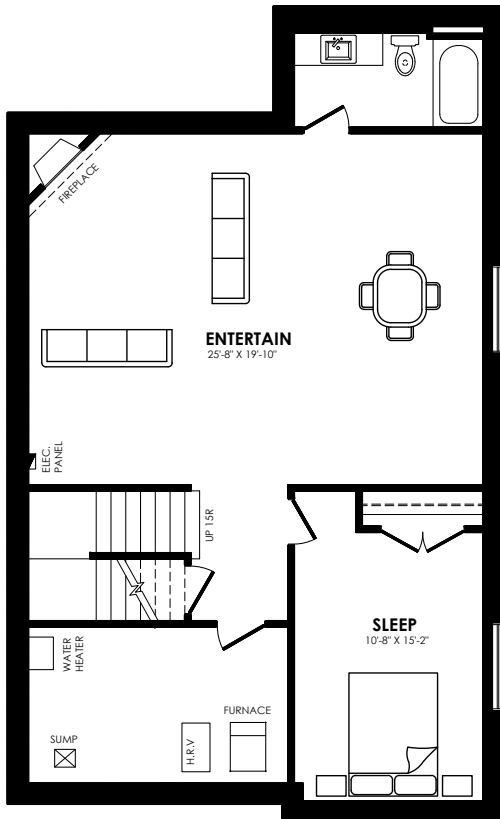 FIREPLACE
ENTERTAIN
25'-8" X 19'-10"
ELEC.
PANEL
UP 15R
SLEEP
10'-8" X 15'-2"
WATER
HEATER
FURNACE
SUMP
H.R.V